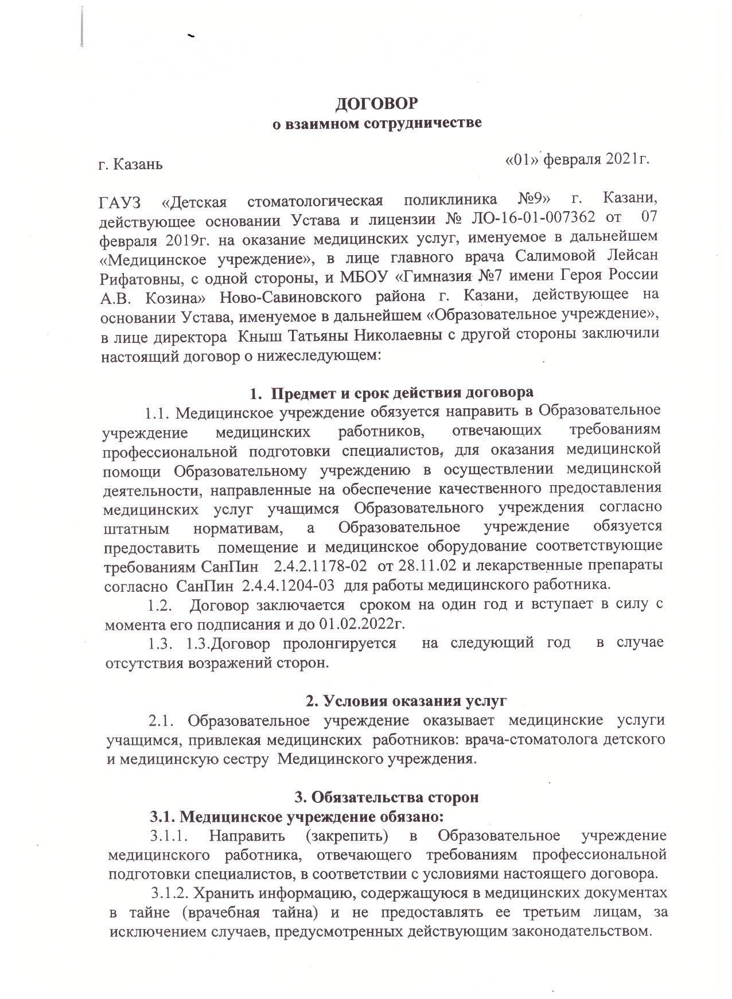 ДОГОВОР
о взаимном сотрудничестве
г. Казань «01» февраля 2021г.
ГАУЗ «Детская стоматологическая поликлиника №9» г. Казани,
действующее основании Устава и лицензии № ЛО-16-01-007362 от 07
февраля 2019г. на оказание медицинских услуг, именуемое в дальнейшем
«Медицинское учреждение», в лице главного врача Салимовой Лейсан
Рифатовны, с одной стороны, и МБОУ «Гимназия №7 имени Героя России
А.В. Козина» Ново-Савиновского района г. Казани, действующее на
основании Устава, именуемое в дальнейшем «Образовательное учреждение»,
в лице директора Кныш Татьяны Николаевны с другой стороны заключили
настоящий договор о нижеследующем:
1. Предмет и срок действия договора
1.1. Медицинское учреждение обязуется направить в Образовательное
учреждение медицинских работников, отвечающих требованиям
профессиональной подготовки специалистов, для оказания медицинской
помощи Образовательному учреждению в осуществлении медицинской
деятельности, направленные на обеспечение качественного предоставления
медицинских услуг учащимся Образовательного учреждения согласно
штатным нормативам, а Образовательное учреждение обязуется
предоставить помещение и медицинское оборудование соответствующие
требованиям СанПин 2.4.2.1178-02 от 28.11.02 и лекарственные препараты
согласно СанПин 2.4.4.1204-03 для работы медицинского работника.
1.2. Договор заключается сроком на один год и вступает в силу с
момента его подписания и до 01.02.2022г.
1.3. 1.3.Договор пролонгируется на следующий год в случае
отсутствия возражений сторон.
2. Условия оказания услуг
2.1. Образовательное учреждение оказывает медицинские услуги
учащимся, привлекая медицинских работников: врача-стоматолога детского
и медицинскую сестру Медицинского учреждения.
3. Обязательства сторон
3.1. Медицинское учреждение обязано:
3.1.1. Направить (закрепить) в Образовательное учреждение
медицинского работника, отвечающего требованиям профессиональной
подготовки специалистов, в соответствии с условиями настоящего договора.
3.1.2. Хранить информацию, содержащуюся в медицинских документах
в тайне (врачебная тайна) и не предоставлять ее третьим лицам, за
исключением случаев, предусмотренных действующим законодательством.